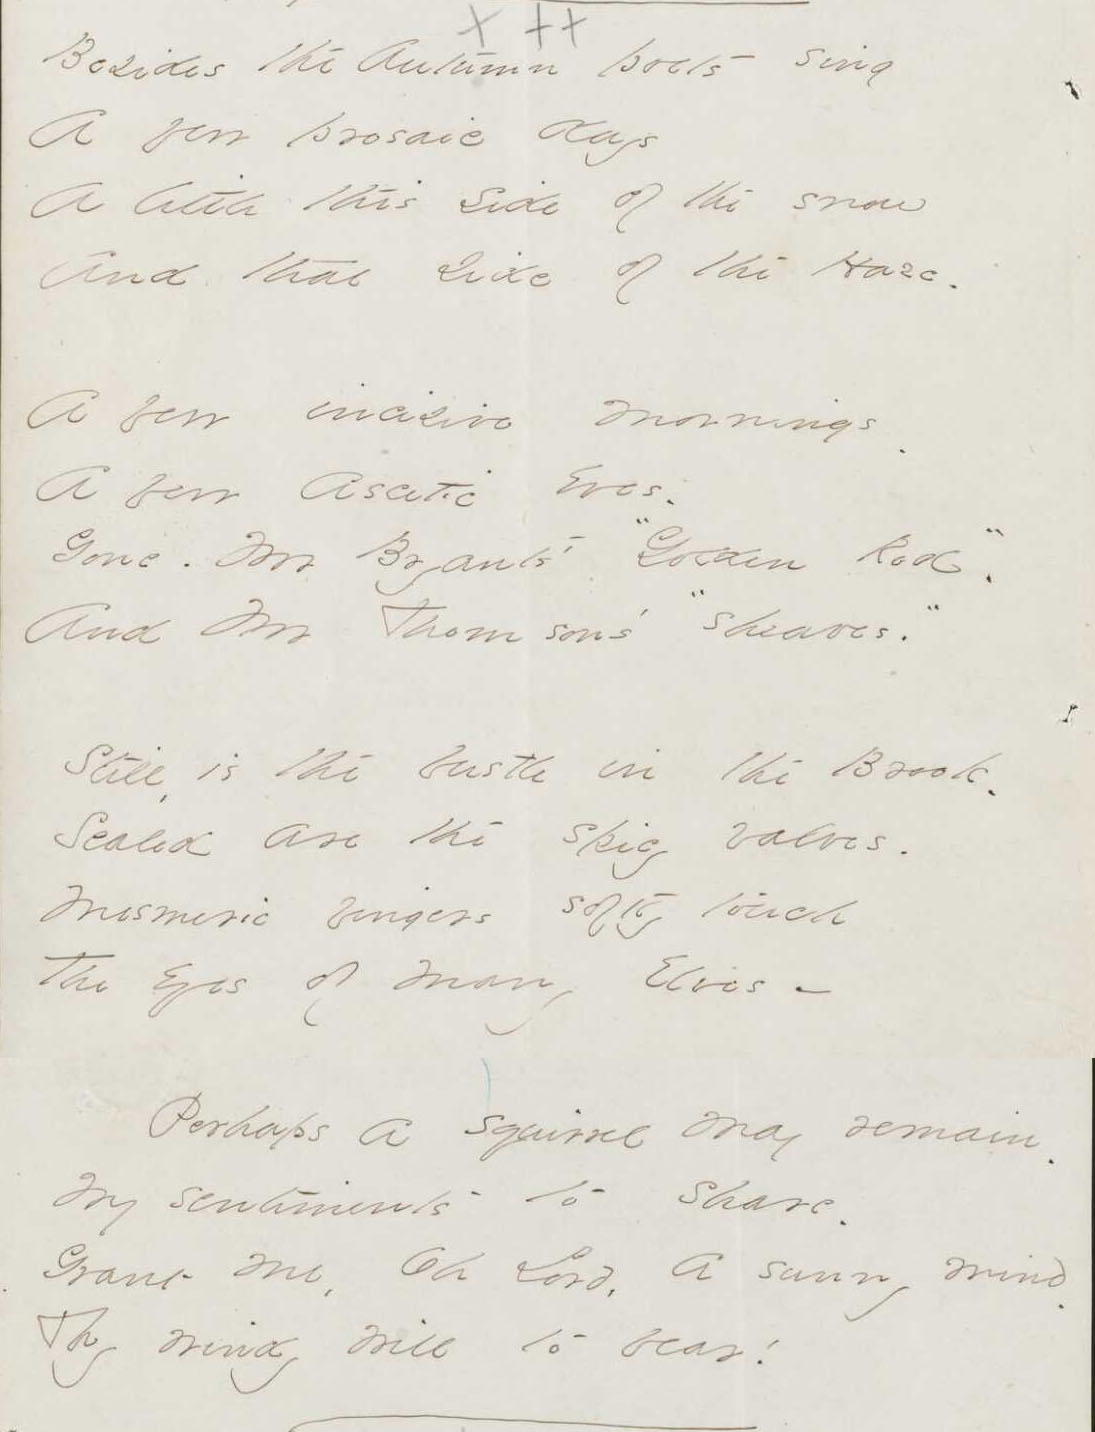 x ++
Besides the Autumn poets sing
A few prosaic days
A little this side of the snow
And that side of the Haze.
A few incisive mornings.
A few Ascetic Eves.
Gone. Mr Bryant's "Golden Rod".
And Mr Thomson's "sheaves."
Still, is the bustle in the Brook.
Sealed are the spicy valves.
Mesmeric fingers softly touch
The Eyes of many Elves -
Perhaps a squirrel may remain.
My sentiments to share.
Grant me, Oh Lord, a sunny mind.
Thy windy will to bear!